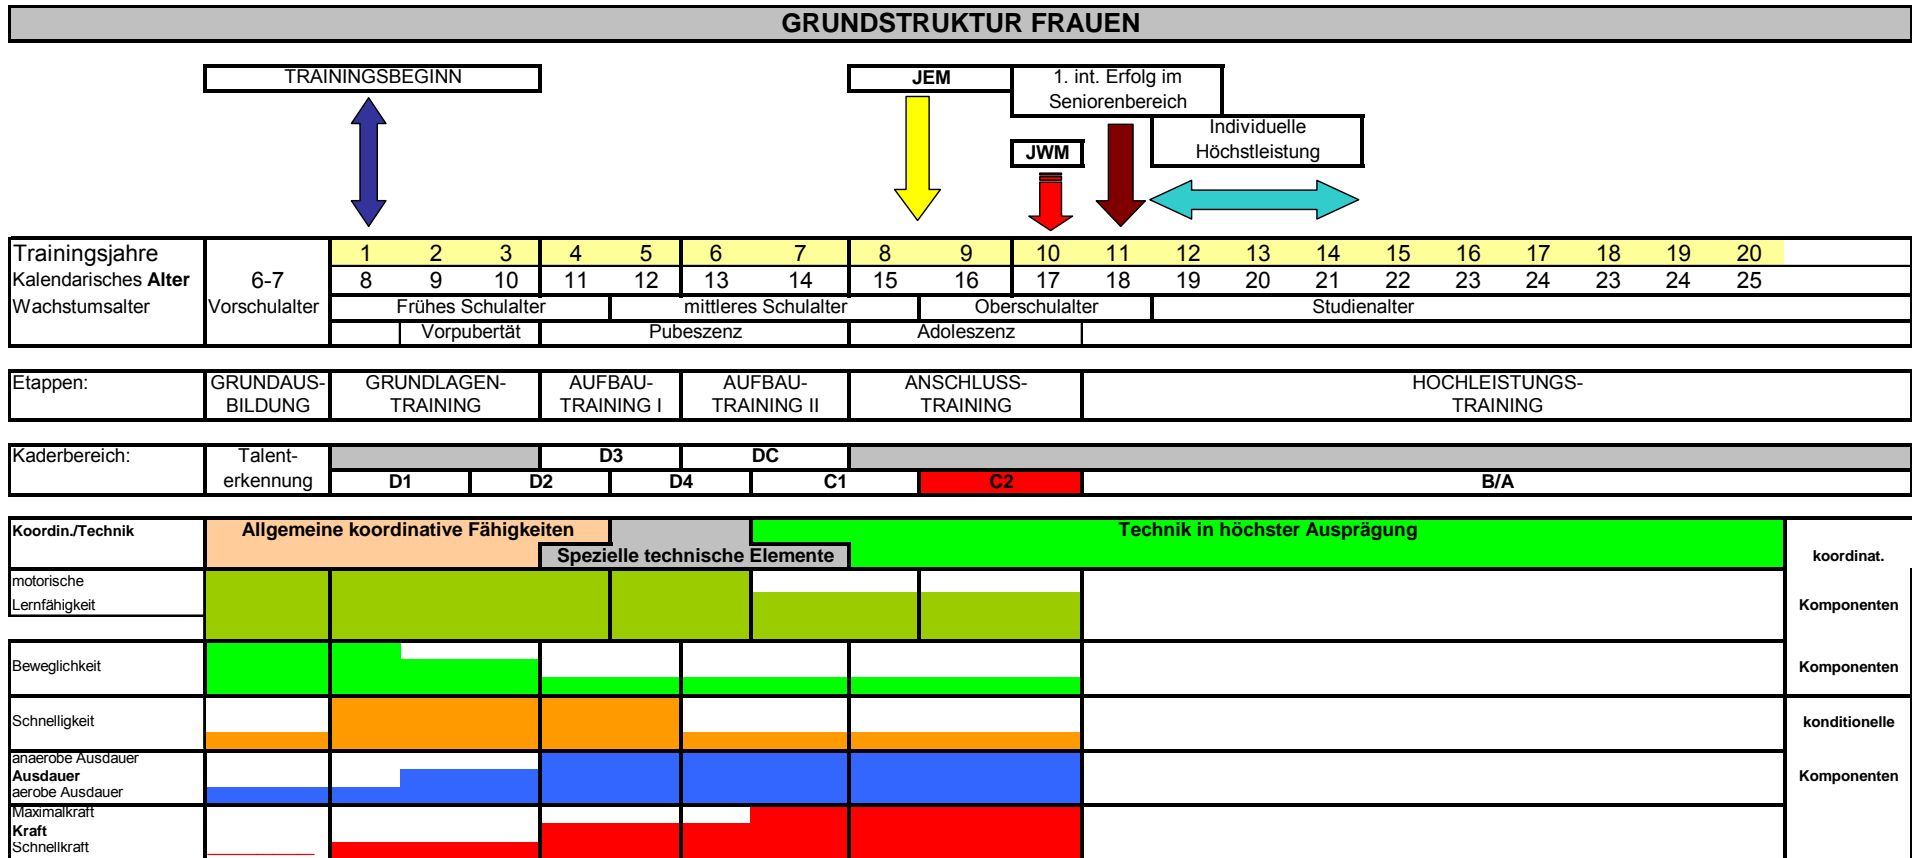 GRUNDSTRUKTUR FRAUEN
TRAININGSBEGINN
JEM
1. int. Erfolg im
Seniorenbereich
Individuelle
Höchstleistung
JWM
Trainingsjahre 1 2 3 4 5 6 7 8 9 10 11 12 13 14 15 16 17 18 19 20
Kalendarisches Alter 6-7 8 9 10 11 12 13 14 15 16 17 18 19 20 21 22 23 24 23 24 25
Wachstumsalter Vorschulalter Frühes Schulalter mittleres Schulalter Oberschulalter Studienalter
Vorpubertät Pubeszenz Adoleszenz
Etappen: GRUNDAUS- GRUNDLAGEN- AUFBAU- AUFBAU- ANSCHLUSS- HOCHLEISTUNGS-
BILDUNG TRAINING TRAINING I TRAINING II TRAINING TRAINING
Kaderbereich: Talent- D3 DC
erkennung D1 D2 D4 C1 C2 B/A
Koordin./Technik Allgemeine koordinative Fähigkeiten Technik in höchster Ausprägung
Spezielle technische Elemente koordinat.
motorische
Lernfähigkeit Komponenten
Beweglichkeit Komponenten
Schnelligkeit konditionelle
anaerobe Ausdauer
Ausdauer Komponenten
aerobe Ausdauer
Maximalkraft
Kraft
Schnellkraft